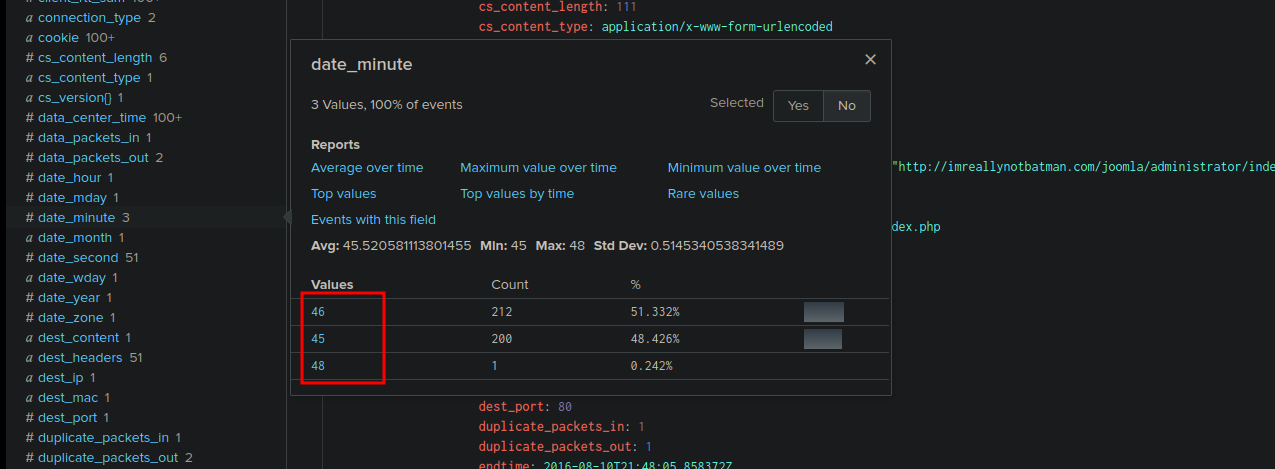 # client_rtt_sum 100+
a connection_type 2
a cookie 100+
# cs_content_length 6
a cs_content_type 1
a cs_version{} 1
# data_center_time 100+
# data_packets_in 1
# data_packets_out 2
# date_hour 1
# date_mday 1
# date_minute 3
a date_month 1
# date_second 51
a date_wday 1
# date_year 1
# date_zone 1
a dest_content 1
a dest_headers 51
a dest_ip 1
a dest_mac 1
# dest_port 1
# duplicate_packets_in 1
# duplicate_packets_out 2
cs_content_length: 111
cs_content_type: application/x-www-form-urlencoded
date_minute
3 Values, 100% of events
Selected Yes No
Reports
Average over time Maximum value over time Minimum value over time
Top values Top values by time Rare values
Events with this field
Avg: 45.520581113801455 Min: 45 Max: 48 Std Dev: 0.5145340538341489
Values Count %
46 212 51.332%
45 200 48.426%
48 1 0.242%
"http://imreallynotbatman.com/joomla/administrator/inde
dex.php
dest_port: 80
duplicate_packets_in: 1
duplicate_packets_out: 1
endtime: 2016-08-10T21:48:05.858372Z